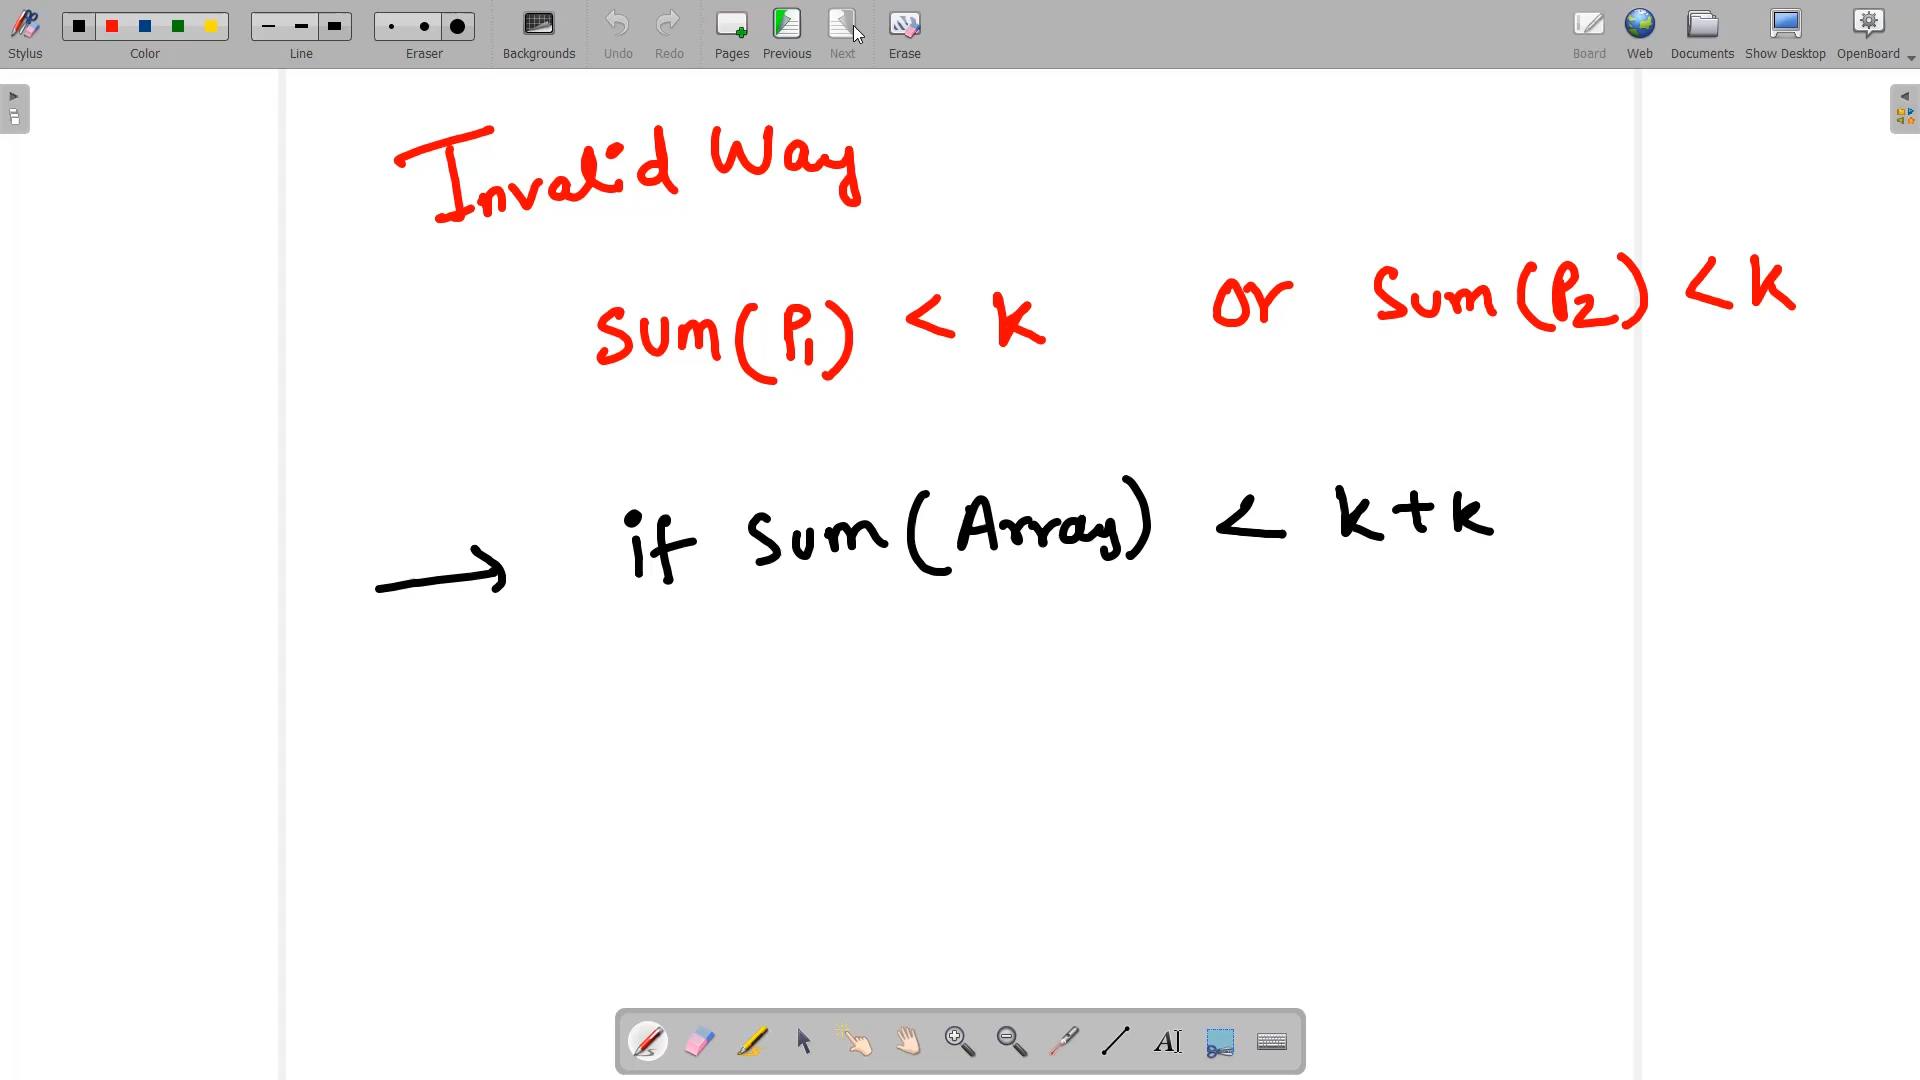 Stylus Color Line Eraser Backgrounds Undo Redo Pages Previous Next Erase Board Web Documents Show Desktop OpenBoard
Invalid Way
sum(P1) < k or sum(P2) < k
→ if sum(Array) < k+k
AI